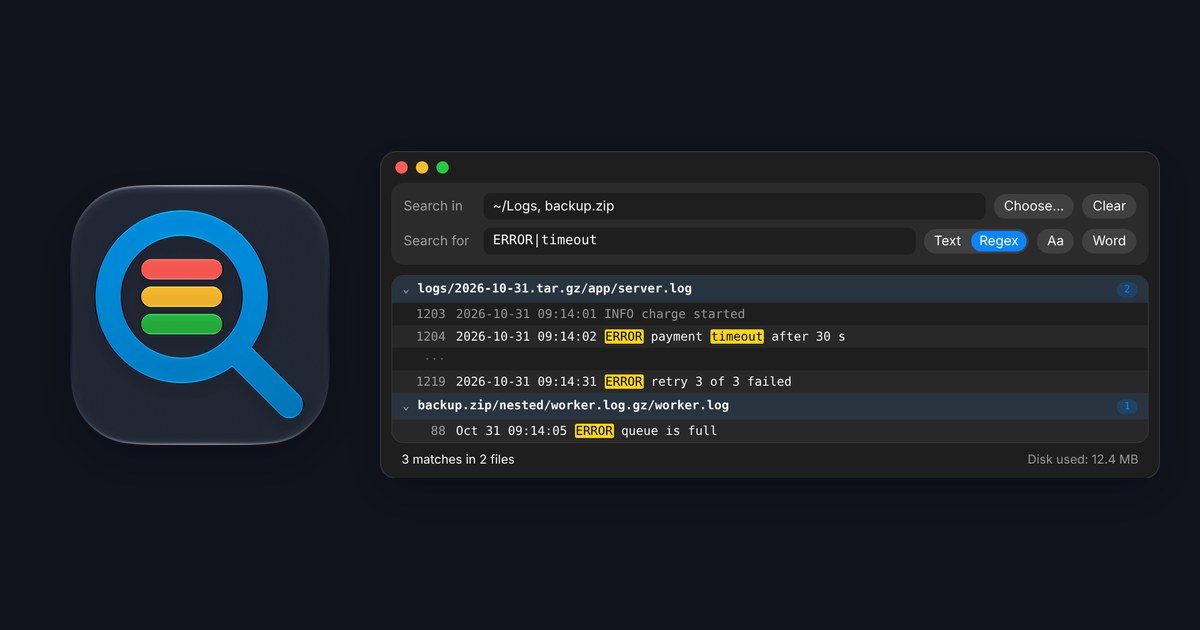 Search in ~/Logs, backup.zip Choose... Clear
Search for ERROR|timeout Text Regex Aa Word
logs/2026-10-31.tar.gz/app/server.log 2
1203 2026-10-31 09:14:01 INFO charge started
1204 2026-10-31 09:14:02 ERROR payment timeout after 30 s
...
1219 2026-10-31 09:14:31 ERROR retry 3 of 3 failed
backup.zip/nested/worker.log.gz/worker.log 1
88 Oct 31 09:14:05 ERROR queue is full
3 matches in 2 files Disk used: 12.4 MB